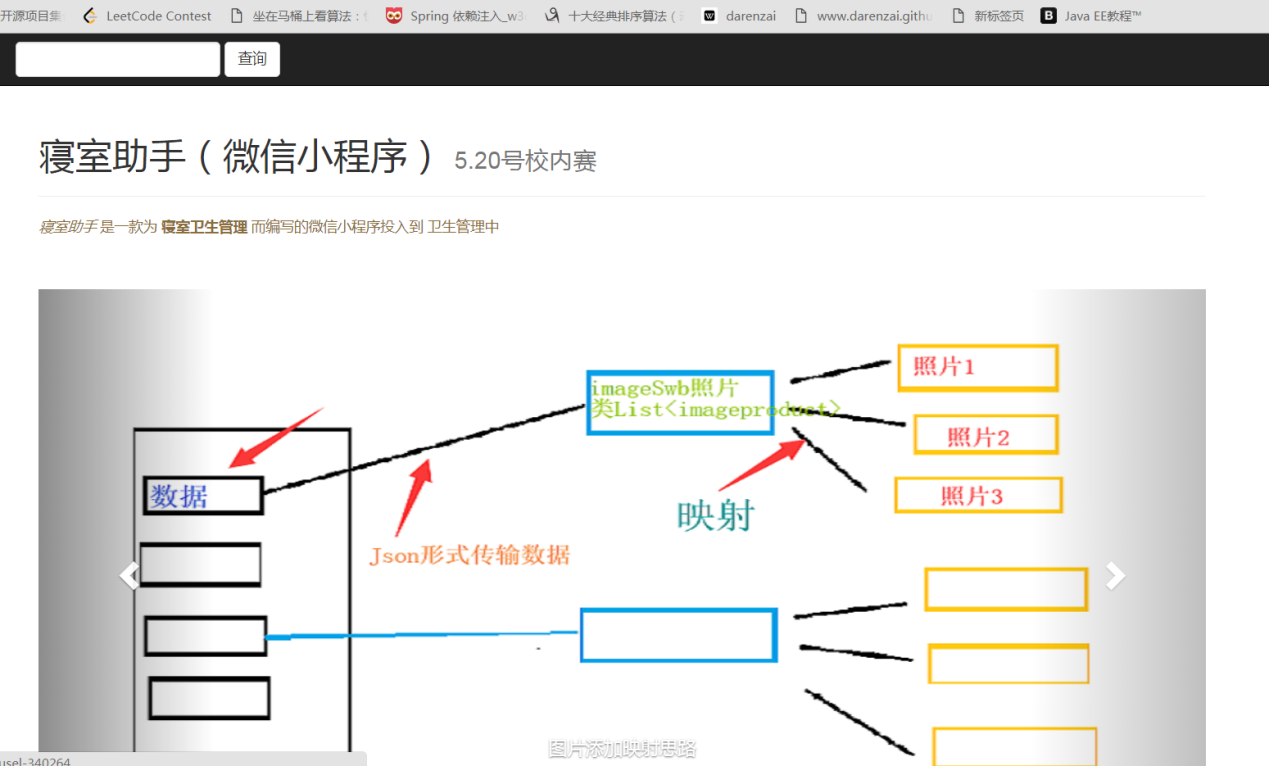 开源项目集
LeetCode Contest
坐在马桶上看算法：
Spring 依赖注入_w3
十大经典排序算法（
darenzai
www.darenzai.githu
新标签页
Java EE教程™
查询
寝室助手（微信小程序） 5.20号校内赛
寝室助手 是一款为 寝室卫生管理 而编写的微信小程序投入到 卫生管理中
imageSwb照片
类List<imageproduct>
照片1
照片2
照片3
数据
映射
Json形式传输数据
图片添加映射思路
usel-340264